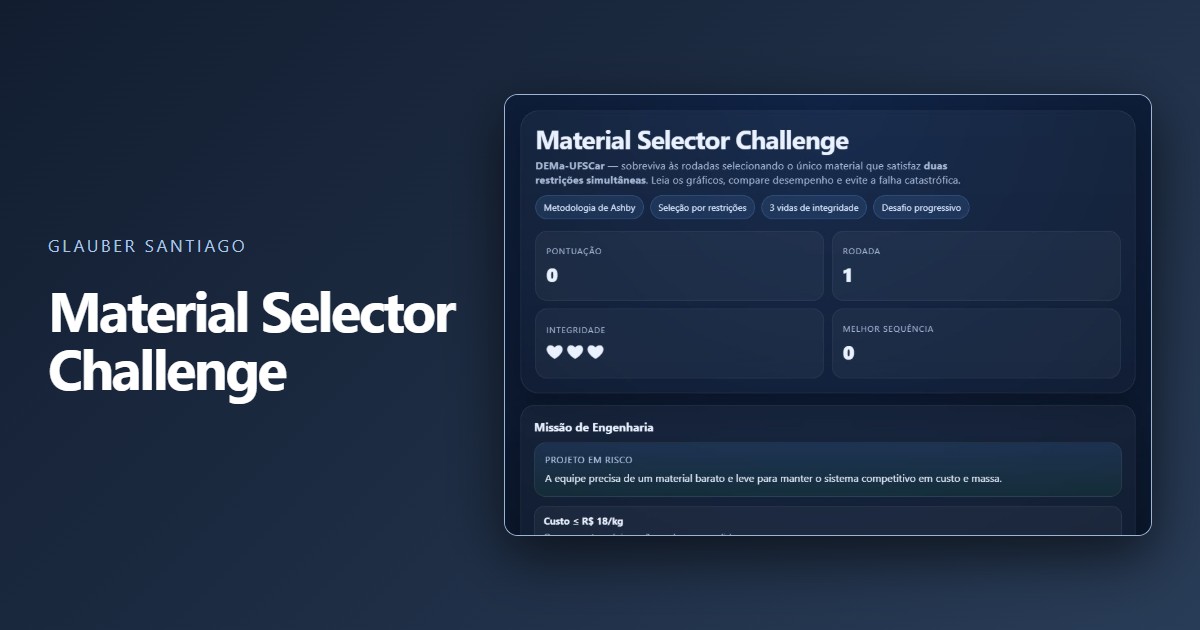 GLAUBER SANTIAGO
Material Selector
Challenge
Material Selector Challenge
DEMa-UFSCar — sobreviva às rodadas selecionando o único material que satisfaz duas
restrições simultâneas. Leia os gráficos, compare desempenho e evite a falha catastrófica.
Metodologia de Ashby
Seleção por restrições
3 vidas de integridade
Desafio progressivo
PONTUAÇÃO
0
RODADA
1
INTEGRIDADE
MELHOR SEQUÊNCIA
0
Missão de Engenharia
PROJETO EM RISCO
A equipe precisa de um material barato e leve para manter o sistema competitivo em custo e massa.
Custo ≤ R$ 18/kg